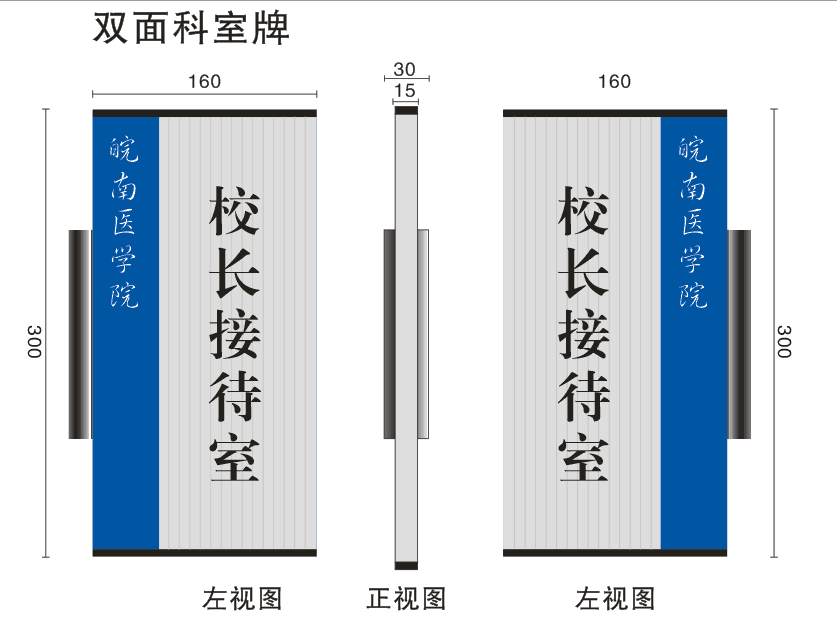 双面科室牌
160
30
15
160
300
皖南医学院
校长接待室
校长接待室
皖南医学院
300
左视图
正视图
左视图